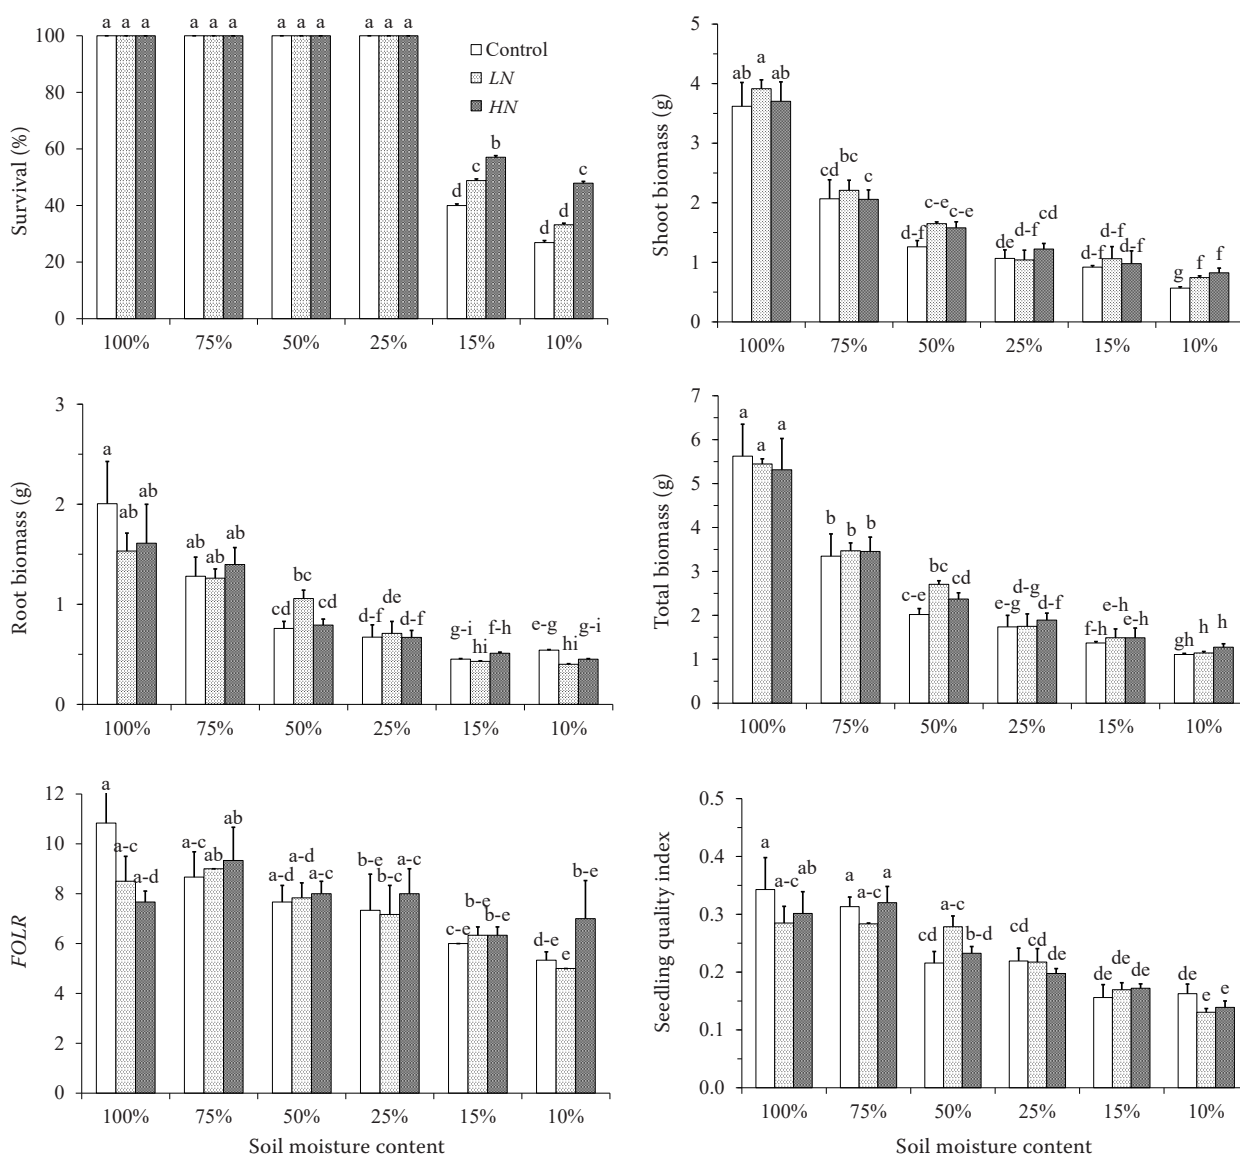 a a a a a a a a a a a a
100
80
60
40
20
0
Survival (%)
Control
LN
HN
d c b
d d c
100% 75% 50% 25% 15% 10%
5
4
3
2
1
0
Shoot biomass (g)
ab a ab
cd bc c
d-f c-e c-e
de d-f cd
d-f d-f d-f
g f f
100% 75% 50% 25% 15% 10%
3
2
1
0
Root biomass (g)
a ab ab
ab ab ab
cd bc cd
d-f de d-f
g-i hi f-h
e-g hi g-i
100% 75% 50% 25% 15% 10%
7
6
5
4
3
2
1
0
Total biomass (g)
a a a
b b b
c-e bc cd
e-g d-g d-f
f-h e-h e-h
gh h h
100% 75% 50% 25% 15% 10%
12
10
8
6
4
2
0
FOLR
a a-c a-d
a-c ab ab
a-d a-d a-c
b-e b-c a-c
c-e b-e b-e
d-e e b-e
100% 75% 50% 25% 15% 10%
Soil moisture content
0.5
0.4
0.3
0.2
0.1
0.0
Seedling quality index
a a-c ab
a a-c a
cd a-c b-d
cd cd de
de de de
de e e
100% 75% 50% 25% 15% 10%
Soil moisture content